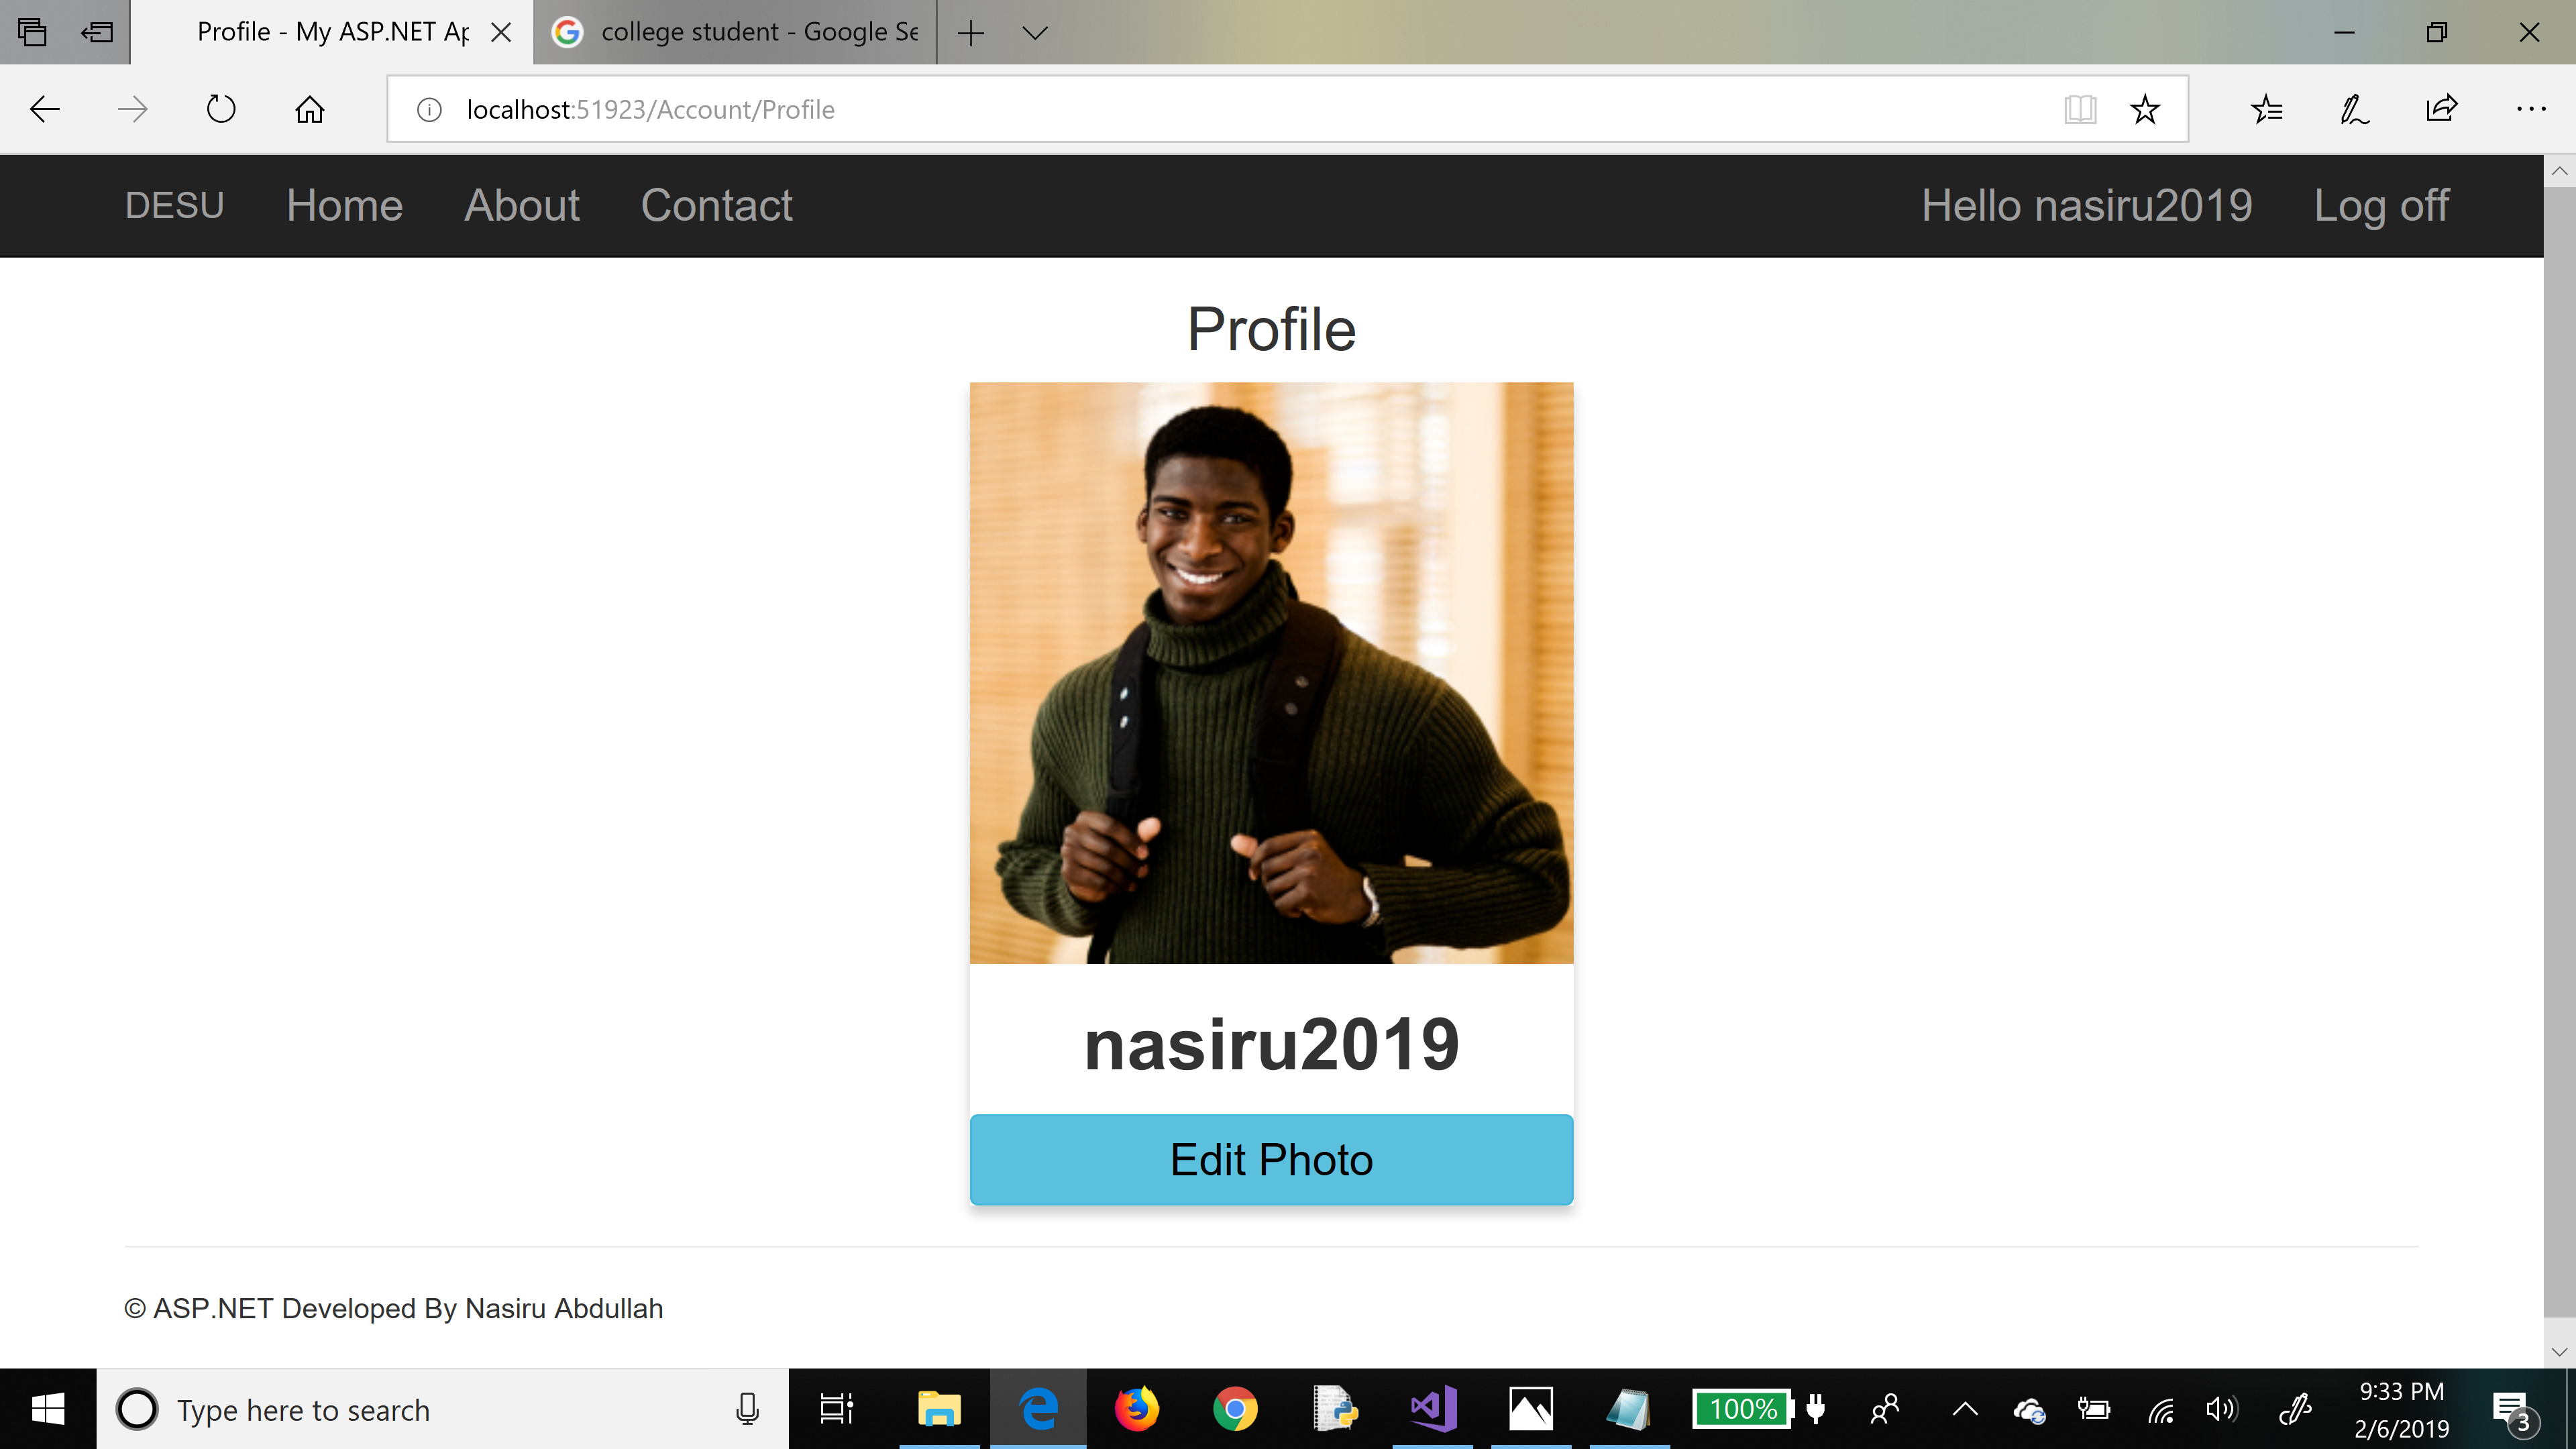 Profile - My ASP.NET Ap
college student - Google Se
localhost:51923/Account/Profile
DESU Home About Contact Hello nasiru2019 Log off
Profile
nasiru2019
Edit Photo
© ASP.NET Developed By Nasiru Abdullah
Type here to search
100%
9:33 PM
2/6/2019
3